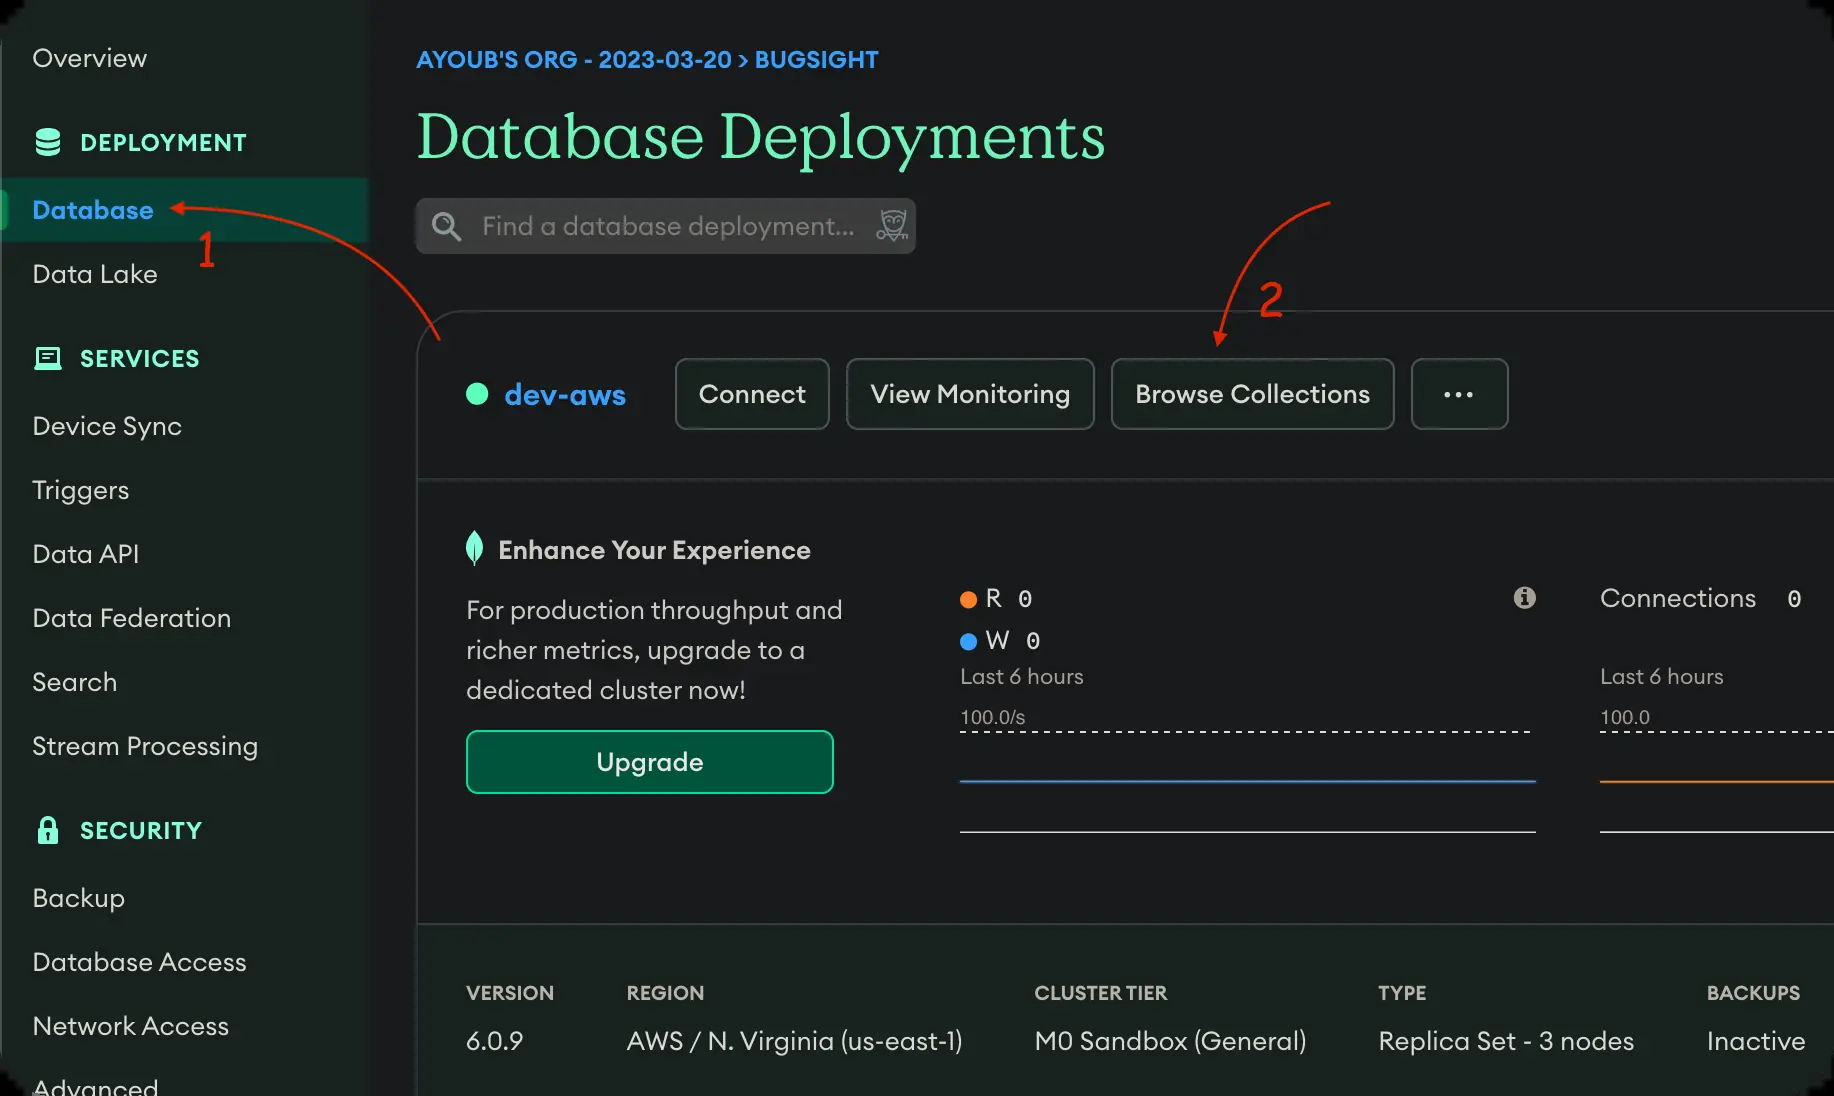 Overview
DEPLOYMENT
Database
Data Lake
SERVICES
Device Sync
Triggers
Data API
Data Federation
Search
Stream Processing
SECURITY
Backup
Database Access
Network Access
Advanced
AYOUB'S ORG - 2023-03-20 > BUGSIGHT
Database Deployments
Find a database deployment...
1
2
dev-aws
Connect
View Monitoring
Browse Collections
...
Enhance Your Experience
For production throughput and
richer metrics, upgrade to a
dedicated cluster now!
Upgrade
R 0
W 0
Last 6 hours
100.0/s
Connections 0
Last 6 hours
100.0
VERSION
6.0.9
REGION
AWS / N. Virginia (us-east-1)
CLUSTER TIER
M0 Sandbox (General)
TYPE
Replica Set - 3 nodes
BACKUPS
Inactive